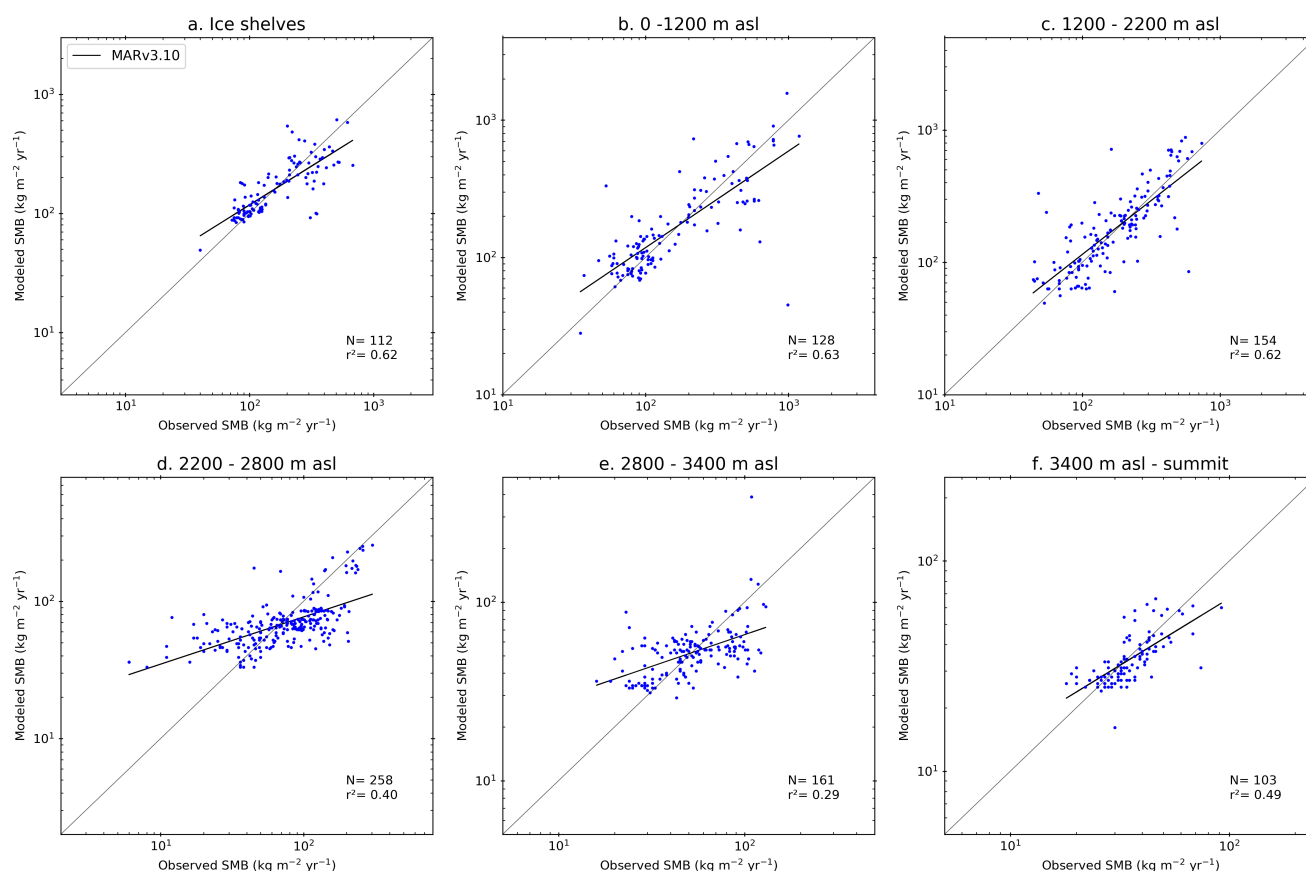 a. Ice shelves
MARv3.10
10³
10²
10¹
Modeled SMB (kg m⁻² yr⁻¹)
N= 112
r²= 0.62
10¹ 10² 10³
Observed SMB (kg m⁻² yr⁻¹)
b. 0 -1200 m asl
10³
10²
10¹
Modeled SMB (kg m⁻² yr⁻¹)
N= 128
r²= 0.63
10¹ 10² 10³
Observed SMB (kg m⁻² yr⁻¹)
c. 1200 - 2200 m asl
10³
10²
10¹
Modeled SMB (kg m⁻² yr⁻¹)
N= 154
r²= 0.62
10¹ 10² 10³
Observed SMB (kg m⁻² yr⁻¹)
d. 2200 - 2800 m asl
10²
10¹
Modeled SMB (kg m⁻² yr⁻¹)
N= 258
r²= 0.40
10¹ 10²
Observed SMB (kg m⁻² yr⁻¹)
e. 2800 - 3400 m asl
10²
10¹
Modeled SMB (kg m⁻² yr⁻¹)
N= 161
r²= 0.29
10¹ 10²
Observed SMB (kg m⁻² yr⁻¹)
f. 3400 m asl - summit
10²
10¹
Modeled SMB (kg m⁻² yr⁻¹)
N= 103
r²= 0.49
10¹ 10²
Observed SMB (kg m⁻² yr⁻¹)